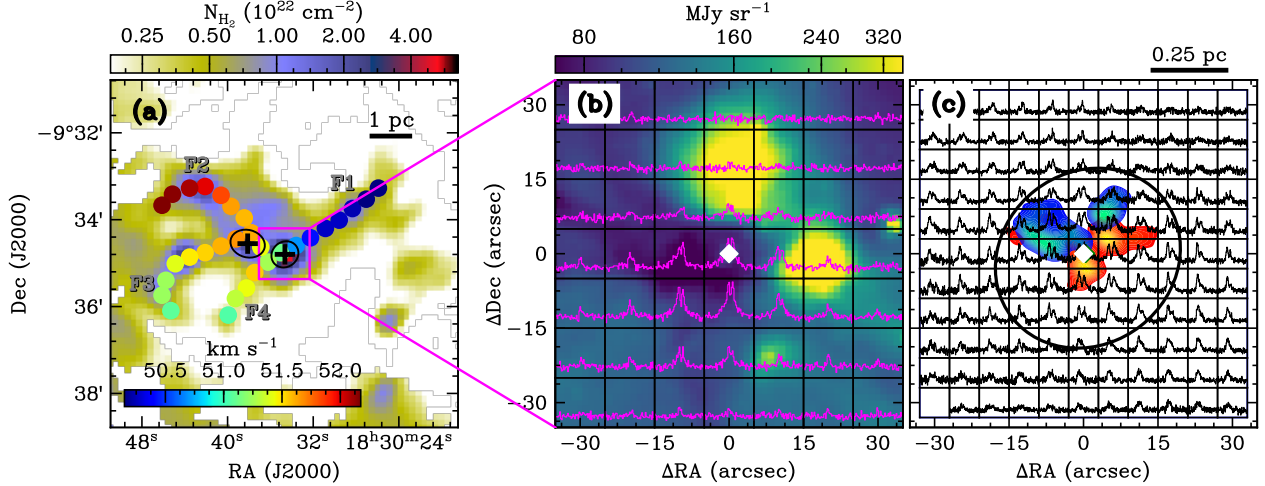 N_{H_2} (10^{22} cm^{-2})
0.25 0.50 1.00 2.00 4.00
(a)
1 pc
F1
F2
F3
F4
km s^{-1}
50.5 51.0 51.5 52.0
−9°32'
34'
36'
38'
Dec (J2000)
48^s 40^s 32^s 18^h30^m24^s
RA (J2000)
MJy sr^{-1}
80 160 240 320
(b)
30
15
0
−15
−30
ΔDec (arcsec)
−30 −15 0 15 30
ΔRA (arcsec)
0.25 pc
(c)
−30 −15 0 15 30
ΔRA (arcsec)